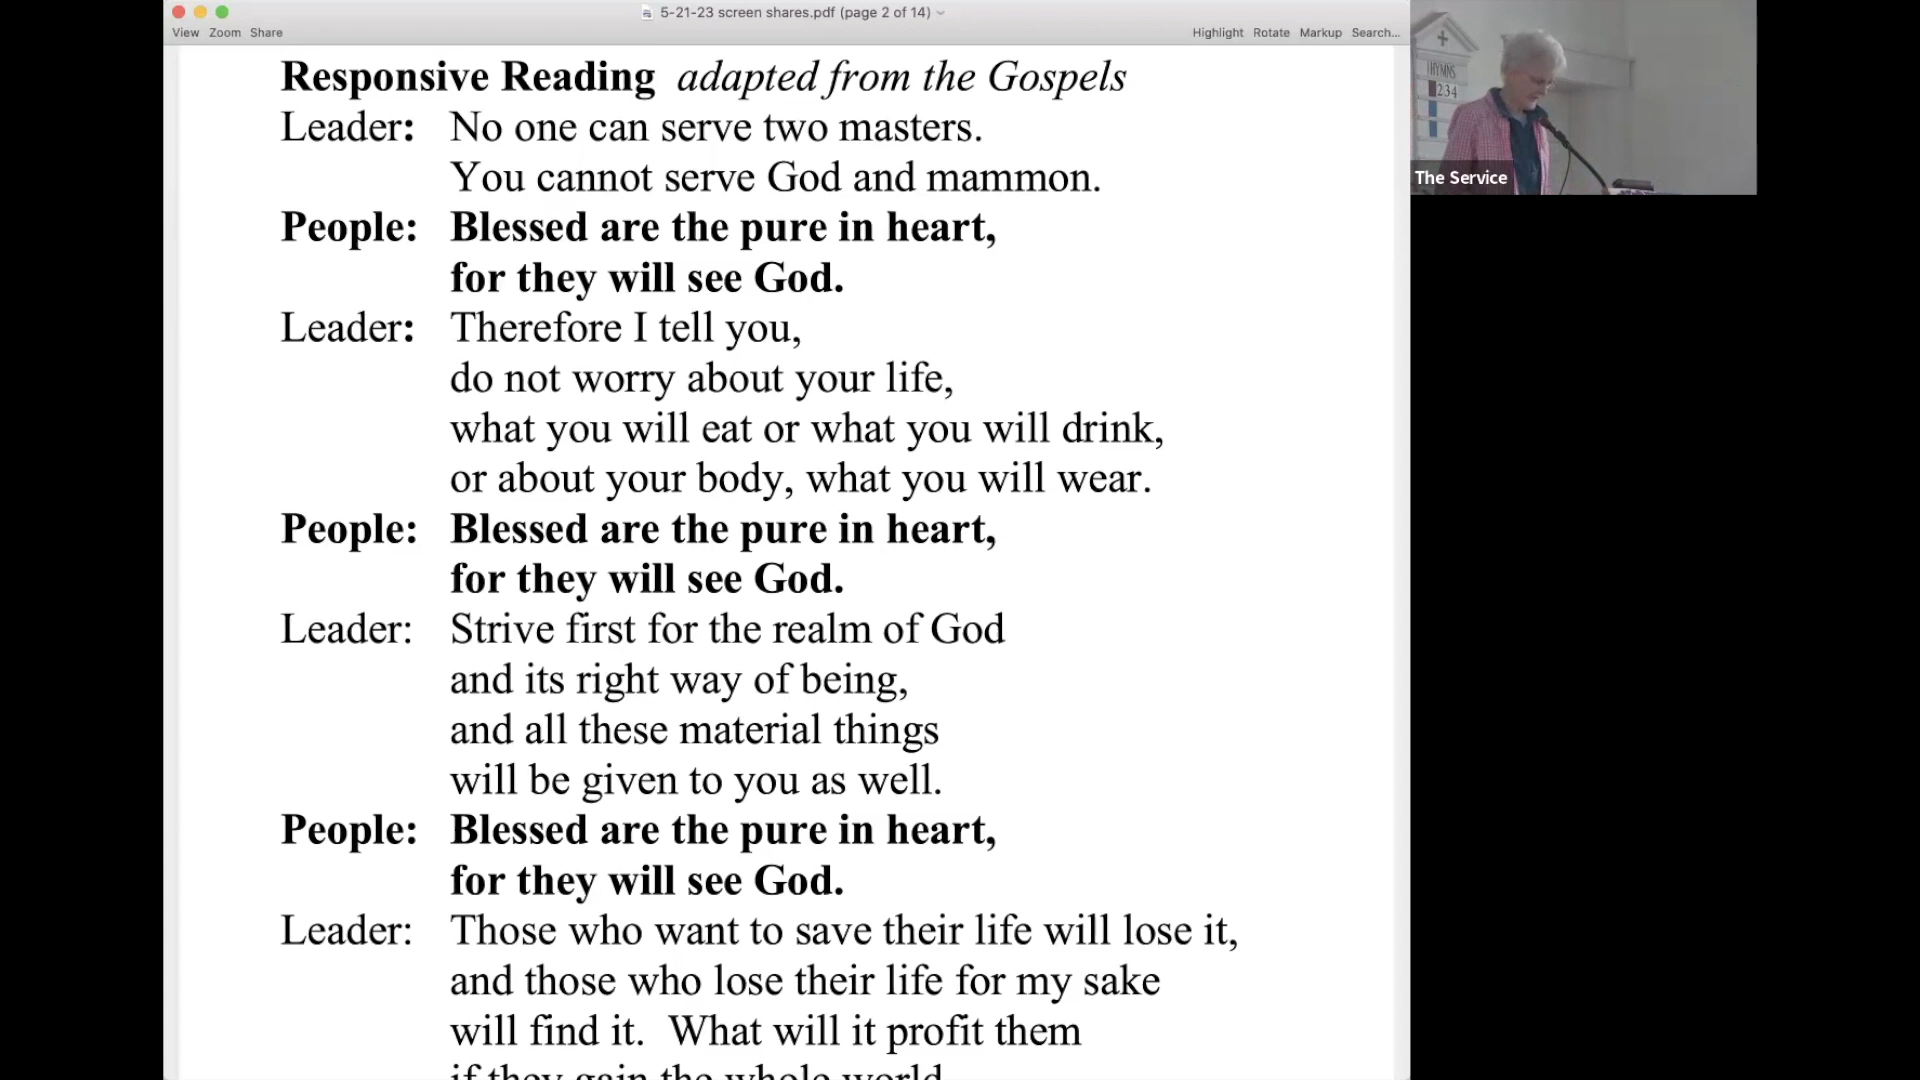 5-21-23 screen shares.pdf (page 2 of 14)
View Zoom Share
Highlight Rotate Markup Search...
Responsive Reading adapted from the Gospels
Leader: No one can serve two masters.
You cannot serve God and mammon.
People: Blessed are the pure in heart,
for they will see God.
Leader: Therefore I tell you,
do not worry about your life,
what you will eat or what you will drink,
or about your body, what you will wear.
People: Blessed are the pure in heart,
for they will see God.
Leader: Strive first for the realm of God
and its right way of being,
and all these material things
will be given to you as well.
People: Blessed are the pure in heart,
for they will see God.
Leader: Those who want to save their life will lose it,
and those who lose their life for my sake
will find it. What will it profit them
if they gain the whole world
HYMNS
234
The Service